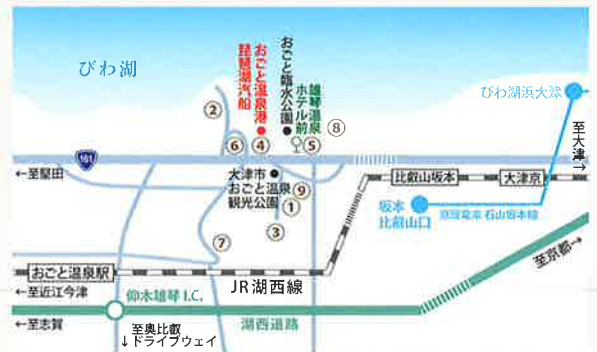 びわ湖
おごと温泉港
琵琶湖汽船
おごと臨水公園
雄琴温泉
ホテル前
びわ湖浜大津
至大津→
②
⑥
④
⑤
⑧
161
←至堅田
大津市
おごと温泉
観光公園
⑨
①
③
⑦
比叡山坂本
大津京
坂本
比叡山口
京阪電車 石山坂本線
おごと温泉駅
JR湖西線
至京都→
←至近江今津
仰木雄琴I.C.
←至志賀
至奥比叡
↓ドライブウェイ
湖西道路